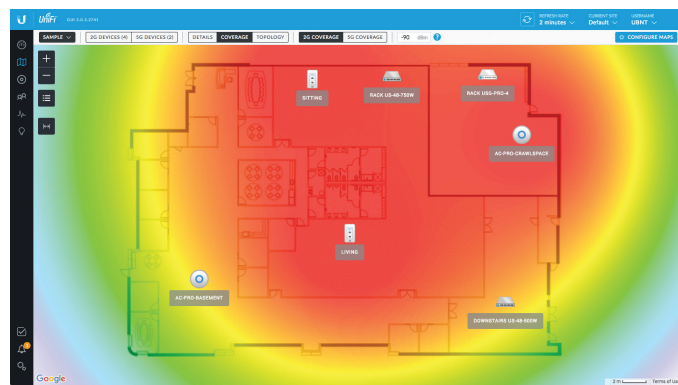 UniFi
REFRESH RATE
2 minutes
CURRENT SITE
Default
USERNAME
UBNT
SAMPLE
2G DEVICES (4)
5G DEVICES (2)
DETAILS
COVERAGE
TOPOLOGY
2G COVERAGE
5G COVERAGE
-90
dBm
?
CONFIGURE MAPS
SITTING
RACK US-48-750W
RACK USG-PRO-4
AC-PRO-CRAWLSPACE
LIVING
AC-PRO-BASEMENT
DOWNSTAIRS US-48-500W
Google
2 m
Terms of Us